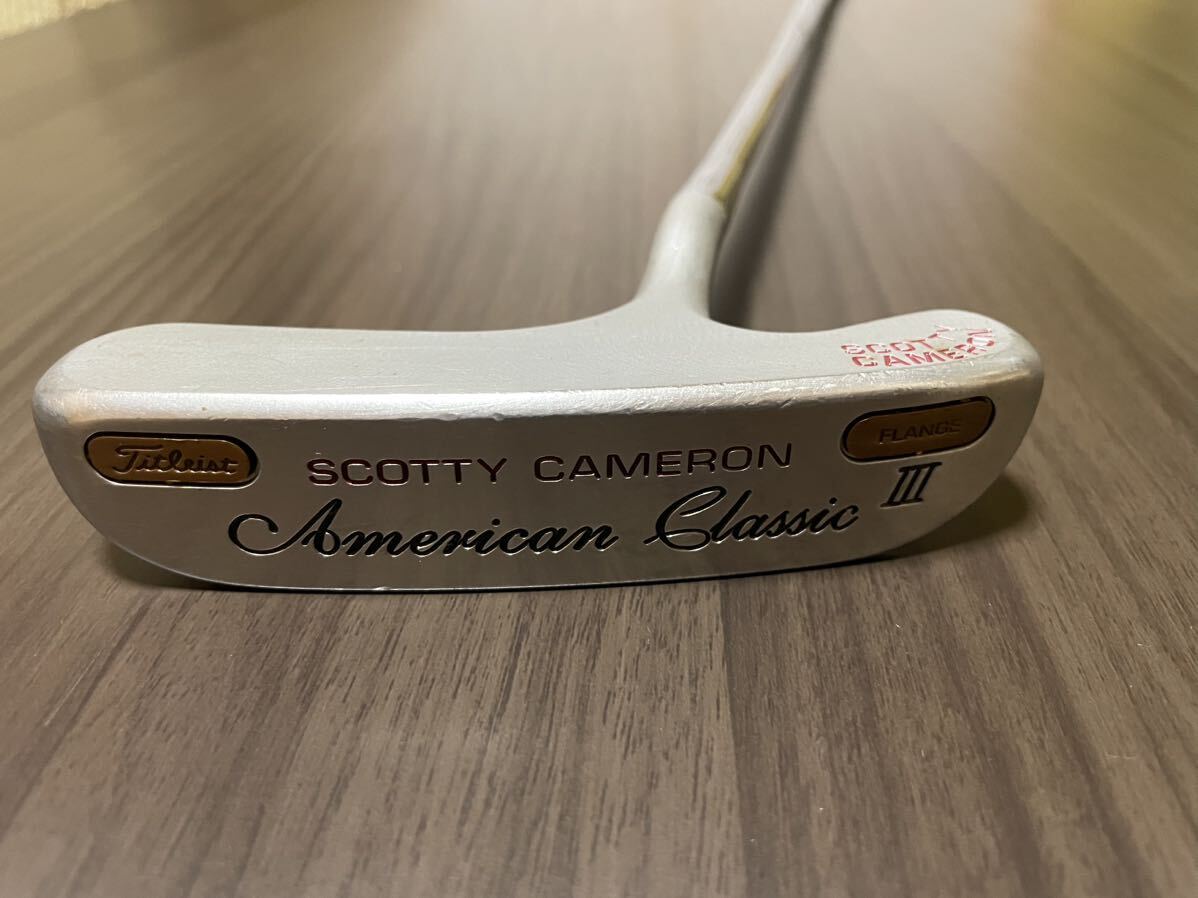 SCOTTY
CAMERON
Titleist
FLANGE
SCOTTY CAMERON
American Classic III